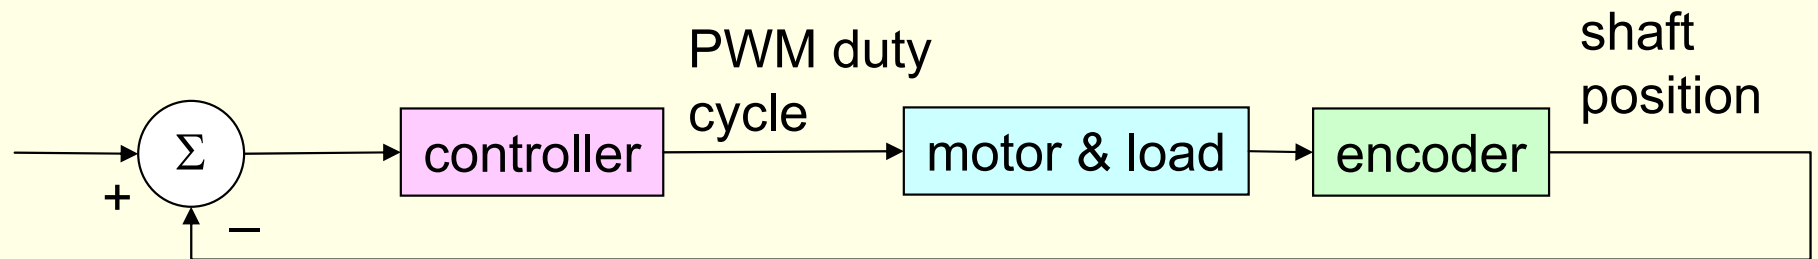 +
Σ
−
controller
PWM duty
cycle
motor & load
encoder
shaft
position